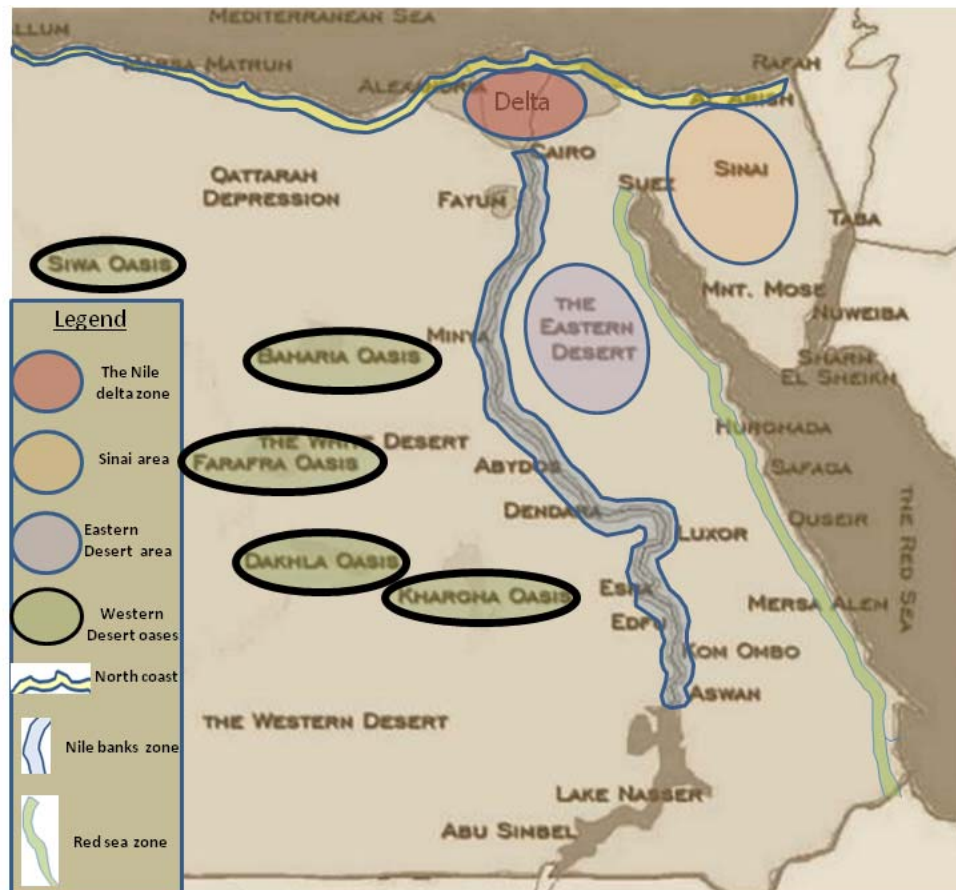 MEDITERRANEAN SEA
ALLUM
MARSA MATRUH
ALEXANDRIA
RAFAH
AL ARISH
Delta
CAIRO
SINAI
QATTARAH
DEPRESSION
FAYUM
SUEZ
TABA
SIWA OASIS
MNT. MOSE
NUWEIBA
THE
EASTERN
DESERT
MINYA
BAHARIA OASIS
SHARM
EL SHEIKH
HURGHADA
THE WHITE DESERT
FARAFRA OASIS
ABYDOS
SAFAGA
DENDARA
LUXOR
QUSEIR
THE RED SEA
DAKHLA OASIS
KHARGHA OASIS
ESNA
EDFU
MERSA ALEM
KOM OMBO
ASWAN
THE WESTERN DESERT
LAKE NASSER
ABU SIMBEL
Legend
The Nile
delta zone
Sinai area
Eastern
Desert area
Western
Desert oases
North coast
Nile banks zone
Red sea zone